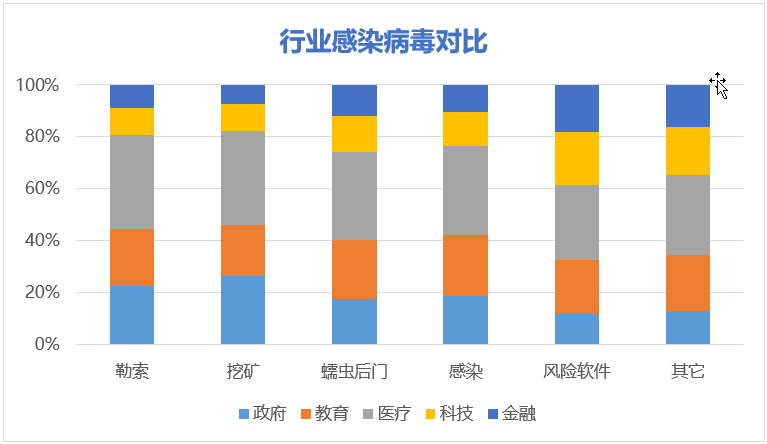 行业感染病毒对比
100%
80%
60%
40%
20%
0%
勒索 挖矿 蠕虫后门 感染 风险软件 其它
政府 教育 医疗 科技 金融